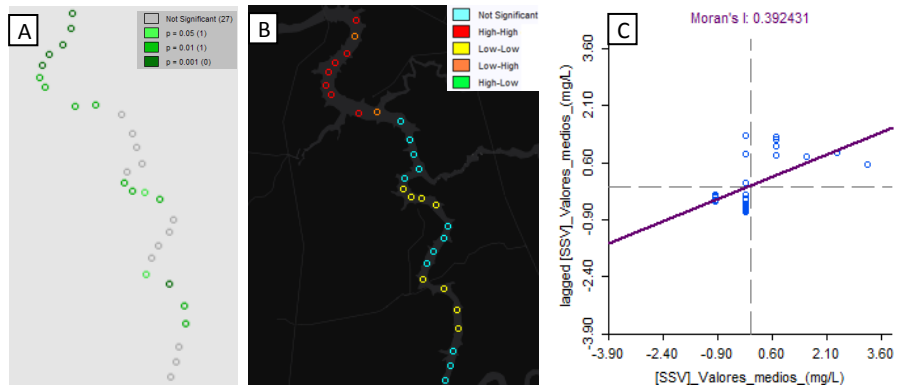 A
Not Significant (27)
p = 0.05 (1)
p = 0.01 (1)
p = 0.001 (0)
B
Not Significant
High-High
Low-Low
Low-High
High-Low
C
Moran's I: 0.392431
lagged [SSV]_Valores_medios_(mg/L)
3.60
2.10
0.60
-0.90
-2.40
-3.90
-3.90
-0.90
0.60
2.10
3.60
[SSV]_Valores_medios_(mg/L)